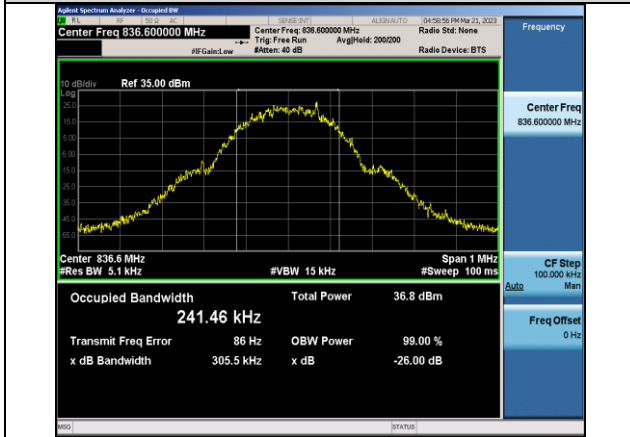 Agilent Spectrum Analyzer - Occupied BW
RL RF 50 Ω AC SENSE:INT ALIGN AUTO 04:58:56 PM Mar 21, 2023
Center Freq 836.600000 MHz
Center Freq: 836.600000 MHz
Radio Std: None
Trig: Free Run Avg|Hold: 200/200
#IFGain:Low #Atten: 40 dB Radio Device: BTS
Frequency
10 dB/div Ref 35.00 dBm
Log
25.0
15.0
5.00
-5.00
-15.0
-25.0
-35.0
-45.0
-55.0
Center 836.6 MHz Span 1 MHz
#Res BW 5.1 kHz #VBW 15 kHz #Sweep 100 ms
Occupied Bandwidth Total Power 36.8 dBm
241.46 kHz
Transmit Freq Error 86 Hz OBW Power 99.00 %
x dB Bandwidth 305.5 kHz x dB -26.00 dB
Center Freq
836.600000 MHz
CF Step
100.000 kHz
Auto Man
Freq Offset
0 Hz
MSG STATUS